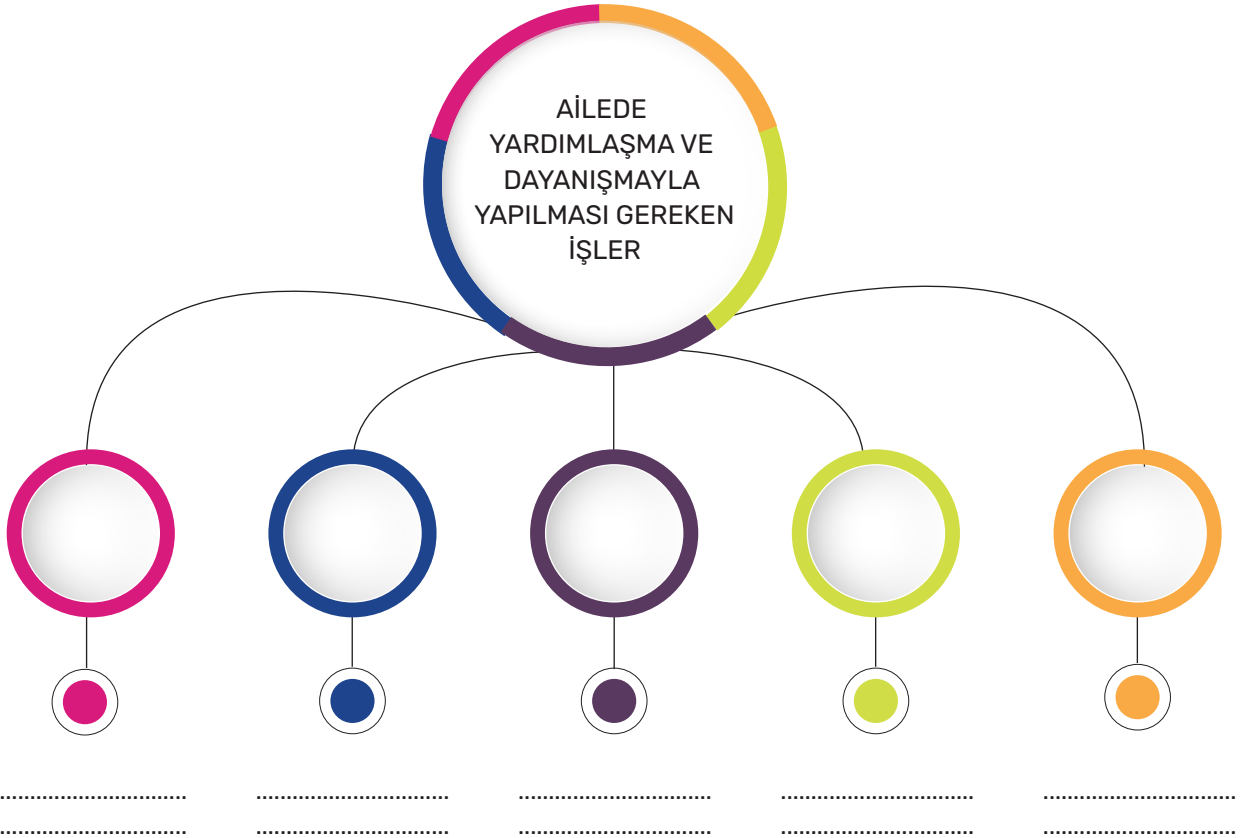 AİLEDE
YARDIMLAŞMA VE
DAYANIŞMAYLA
YAPILMASI GEREKEN
İŞLER